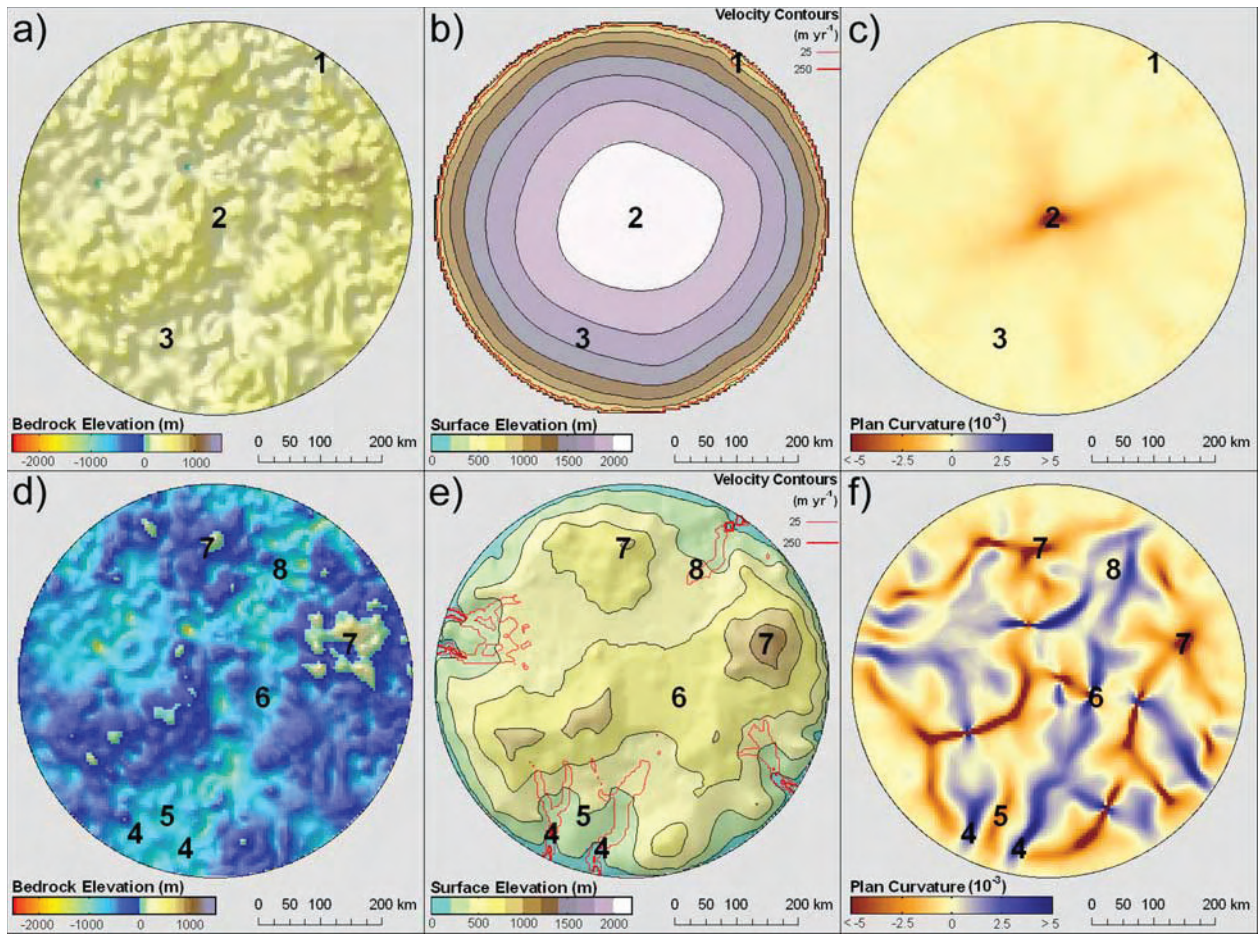 a)
1
2
3
Bedrock Elevation (m)
-2000 -1000 0 1000
0 50 100 200 km
b)
Velocity Contours
(m yr-1)
25
250
1
2
3
Surface Elevation (m)
0 500 1000 1500 2000
0 50 100 200 km
c)
1
2
3
Plan Curvature (10-3)
< -5 -2.5 0 2.5 > 5
0 50 100 200 km
d)
7
8
7
6
5
4
4
Bedrock Elevation (m)
-2000 -1000 0 1000
0 50 100 200 km
e)
Velocity Contours
(m yr-1)
25
250
7
8
7
6
5
4
4
Surface Elevation (m)
0 500 1000 1500 2000
0 50 100 200 km
f)
7
8
7
6
5
4
4
Plan Curvature (10-3)
< -5 -2.5 0 2.5 > 5
0 50 100 200 km